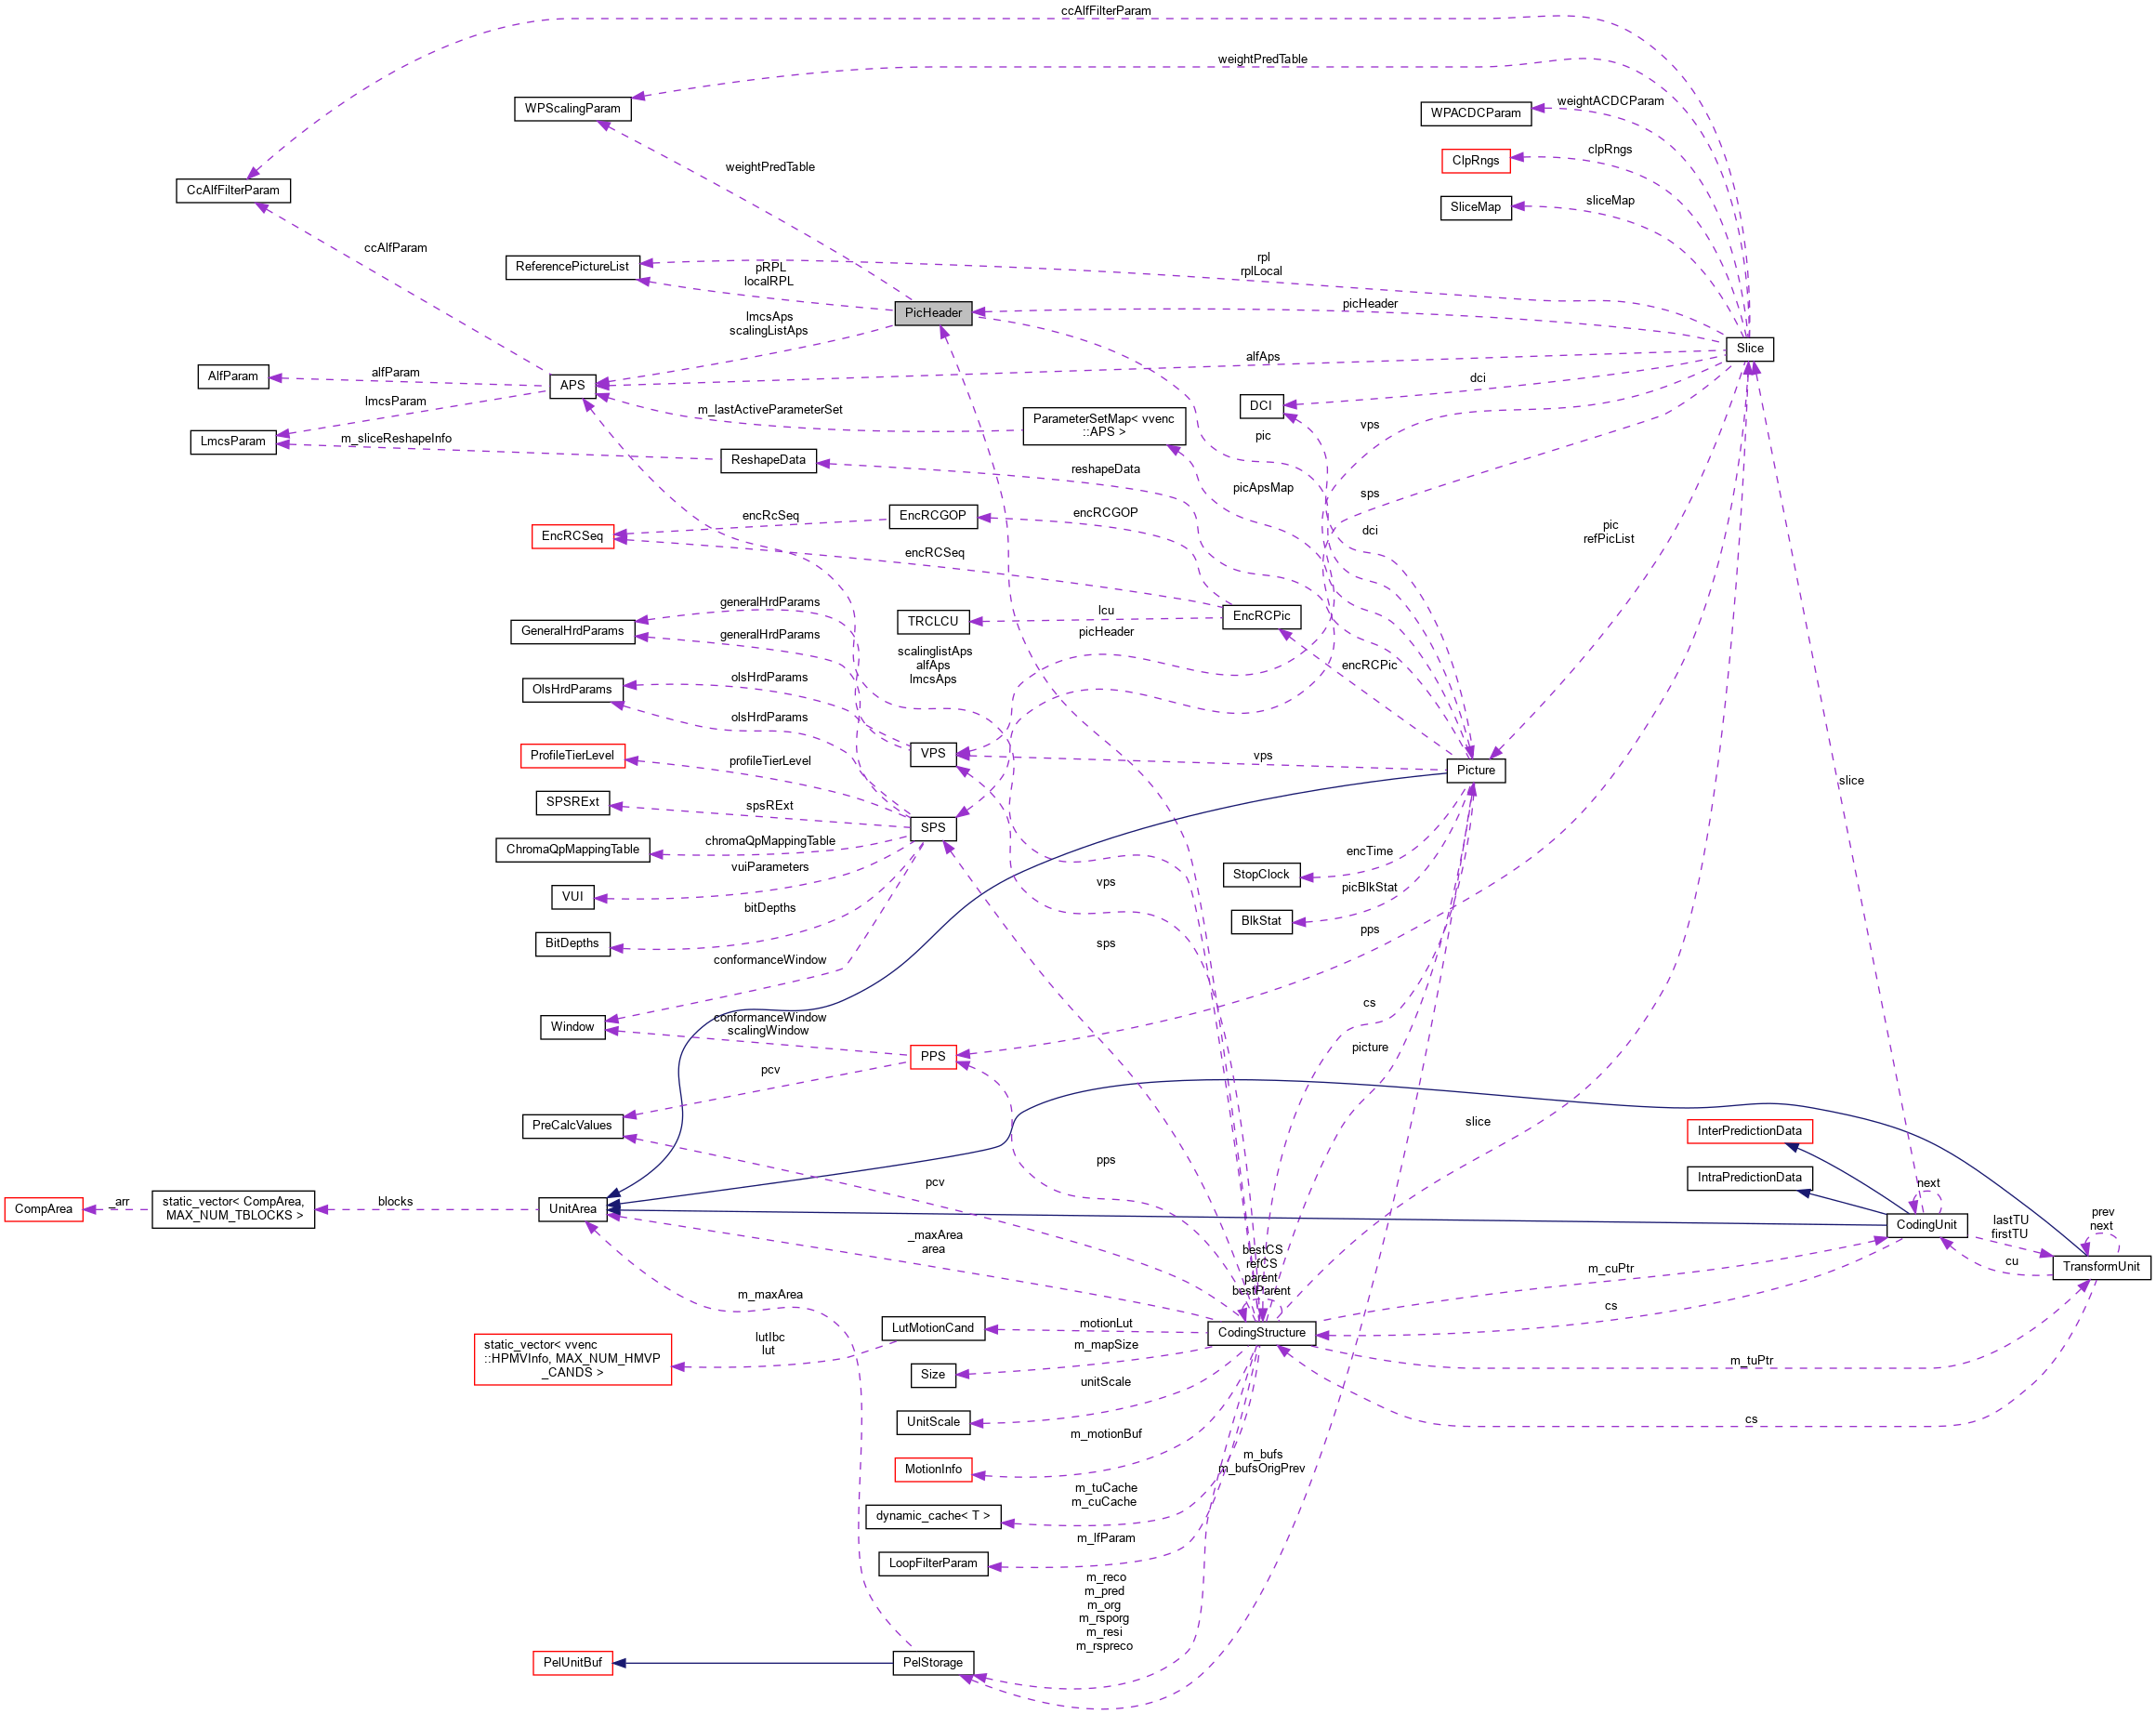 ccAlfFilterParam
weightPredTable
WPScalingParam
weightACDCParam
WPACDCParam
clpRngs
ClpRngs
weightPredTable
CcAlfFilterParam
sliceMap
SliceMap
ccAlfParam
rpl
rplLocal
ReferencePictureList
pRPL
localRPL
picHeader
PicHeader
lmcsAps
scalingListAps
Slice
alfAps
AlfParam
alfParam
APS
dci
lmcsParam
m_lastActiveParameterSet
DCI
ParameterSetMap< vvenc
::APS >
vps
LmcsParam
m_sliceReshapeInfo
pic
ReshapeData
reshapeData
picApsMap
sps
encRcSeq
EncRCGOP
encRCGOP
EncRCSeq
pic
refPicList
dci
encRCSeq
generalHrdParams
lcu
TRCLCU
EncRCPic
GeneralHrdParams
generalHrdParams
picHeader
scalinglistAps
alfAps
lmcsAps
encRCPic
olsHrdParams
OlsHrdParams
olsHrdParams
ProfileTierLevel
profileTierLevel
VPS
vps
Picture
slice
SPSRExt
spsRExt
SPS
ChromaQpMappingTable
chromaQpMappingTable
encTime
vuiParameters
StopClock
VUI
vps
picBlkStat
bitDepths
BlkStat
BitDepths
pps
sps
conformanceWindow
cs
Window
conformanceWindow
scalingWindow
PPS
picture
pcv
PreCalcValues
slice
InterPredictionData
pps
IntraPredictionData
pcv
next
CompArea
_arr
static_vector< CompArea,
MAX_NUM_TBLOCKS >
blocks
UnitArea
CodingUnit
lastTU
firstTU
prev
next
_maxArea
area
bestCS
refCS
parent
bestParent
m_cuPtr
cu
TransformUnit
m_maxArea
cs
LutMotionCand
motionLut
CodingStructure
lutIbc
lut
m_mapSize
static_vector< vvenc
::HPMVInfo, MAX_NUM_HMVP
_CANDS >
Size
m_tuPtr
unitScale
UnitScale
cs
m_motionBuf
m_bufs
m_bufsOrigPrev
MotionInfo
m_tuCache
m_cuCache
dynamic_cache< T >
m_lfParam
LoopFilterParam
m_reco
m_pred
m_org
m_rsporg
m_resi
m_rspreco
PelUnitBuf
PelStorage